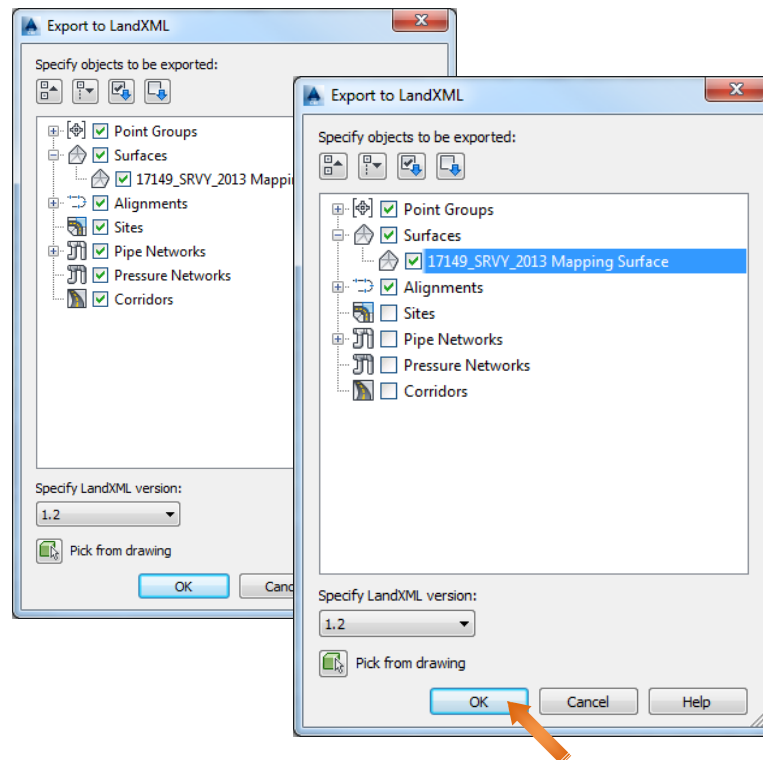 Export to LandXML
Specify objects to be exported:
Point Groups
Surfaces
17149_SRVY_2013 Mappi
Alignments
Sites
Pipe Networks
Pressure Networks
Corridors
Specify LandXML version:
1.2
Pick from drawing
OK
Canc
Export to LandXML
Specify objects to be exported:
Point Groups
Surfaces
17149_SRVY_2013 Mapping Surface
Alignments
Sites
Pipe Networks
Pressure Networks
Corridors
Specify LandXML version:
1.2
Pick from drawing
OK Cancel Help